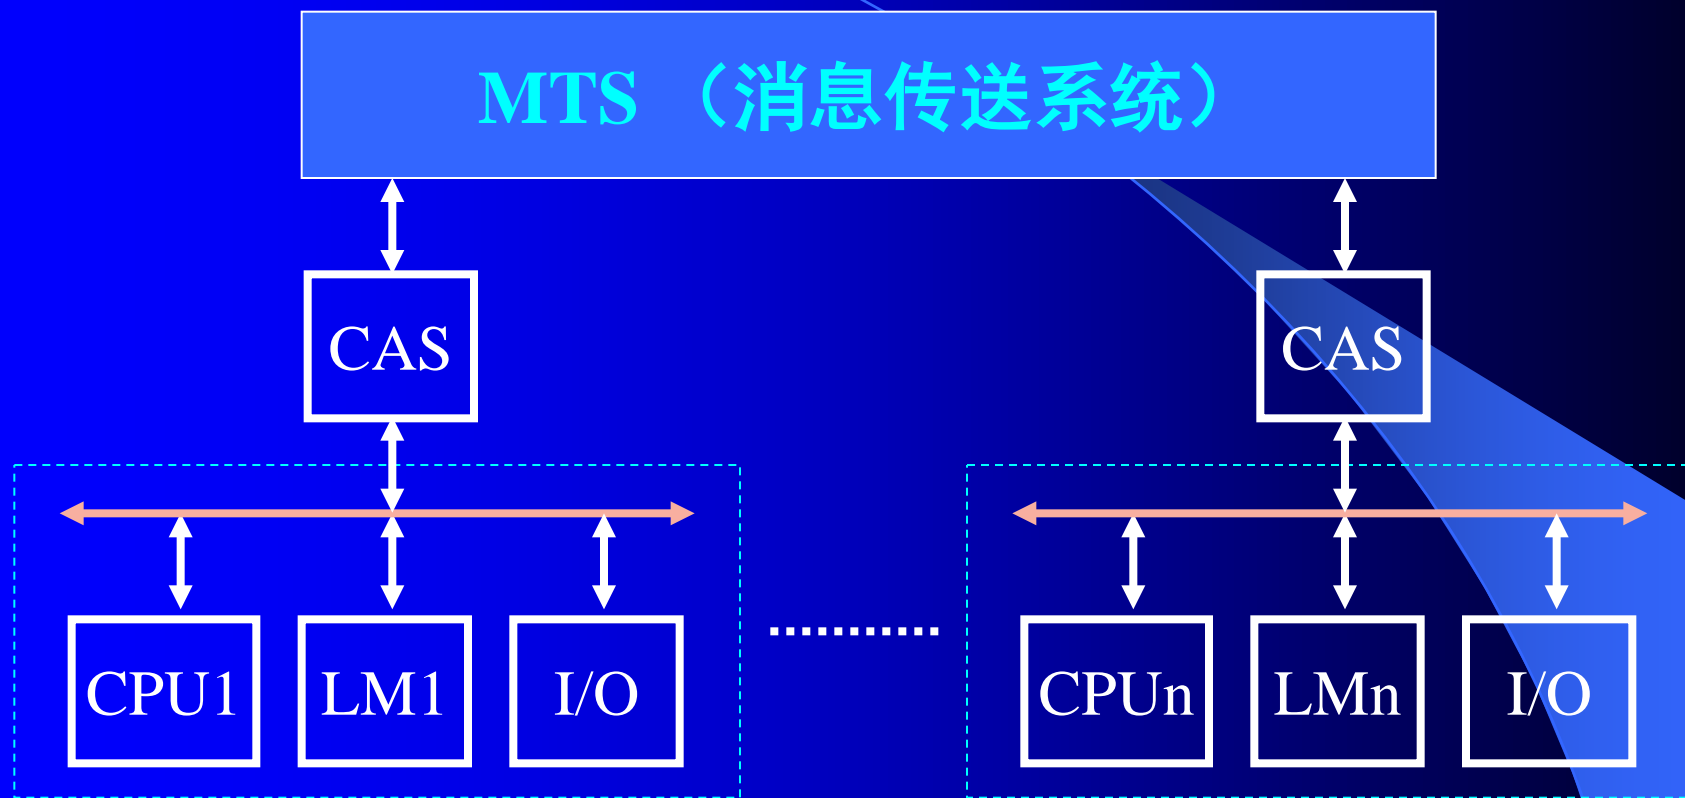 MTS （消息传送系统）
CAS CAS
CPU1 LM1 I/O CPUn LMn I/O